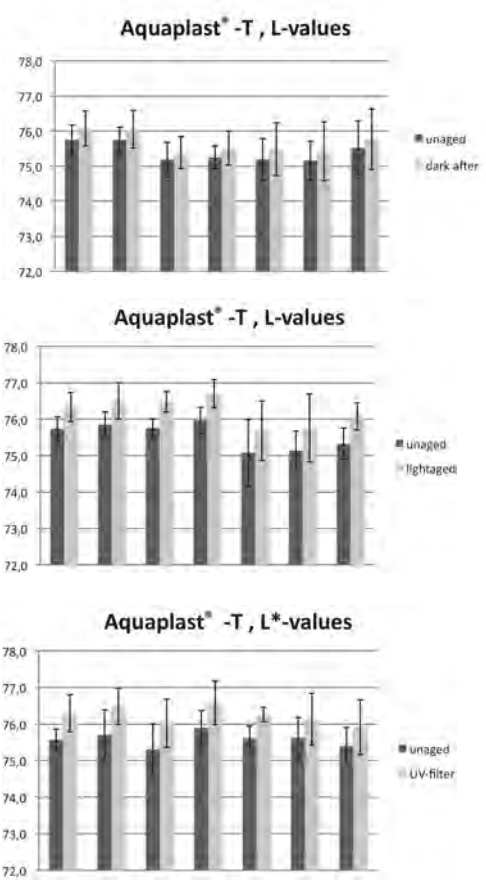 Aquaplast® -T , L-values
78,0
77,0
76,0
75,0
74,0
73,0
72,0
unaged
dark after
Aquaplast® -T , L-values
78,0
77,0
76,0
75,0
74,0
73,0
72,0
unaged
lightaged
Aquaplast® -T , L*-values
78,0
77,0
76,0
75,0
74,0
73,0
72,0
unaged
UV-filter